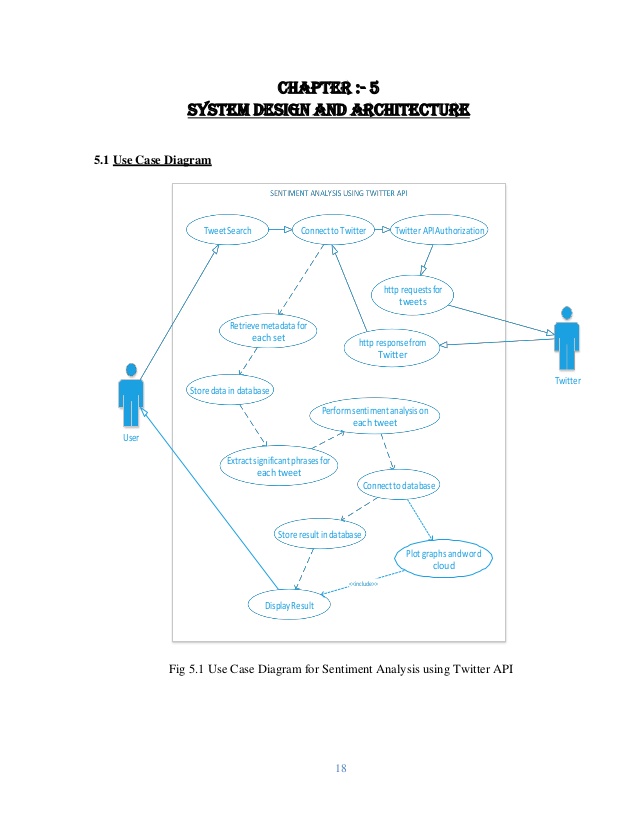 CHAPTER :- 5
SYSTEM DESIGN AND ARCHITECTURE
5.1 Use Case Diagram
SENTIMENT ANALYSIS USING TWITTER API
Tweet Search
Connect to Twitter
Twitter API Authorization
http requests for
tweets
Retrieve metadata for
each set
http response from
Twitter
Twitter
Store data in database
User
Perform sentiment analysis on
each tweet
Extract significant phrases for
each tweet
Connect to database
Store result in database
Plot graphs and word
cloud
<<include>>
Display Result
Fig 5.1 Use Case Diagram for Sentiment Analysis using Twitter API
18